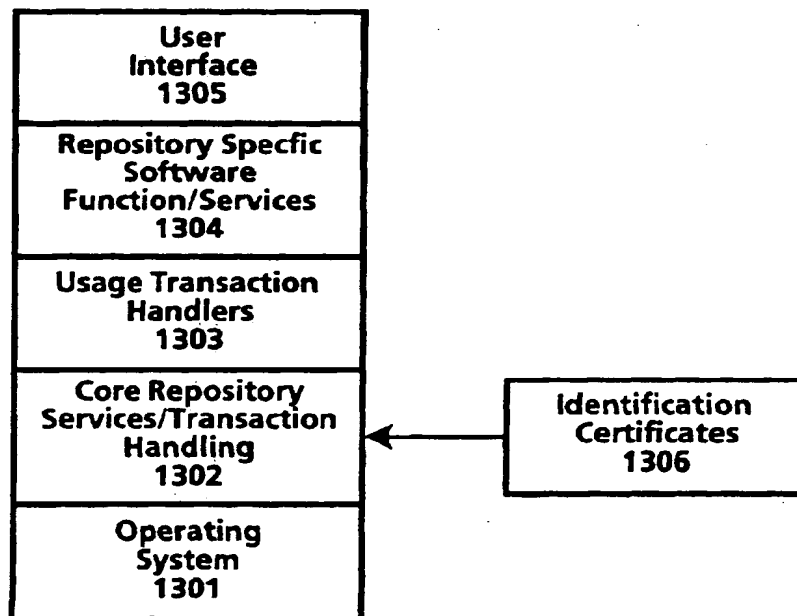 User
Interface
1305
Repository Specfic
Software
Function/Services
1304
Usage Transaction
Handlers
1303
Core Repository
Services/Transaction
Handling
1302
Identification
Certificates
1306
Operating
System
1301